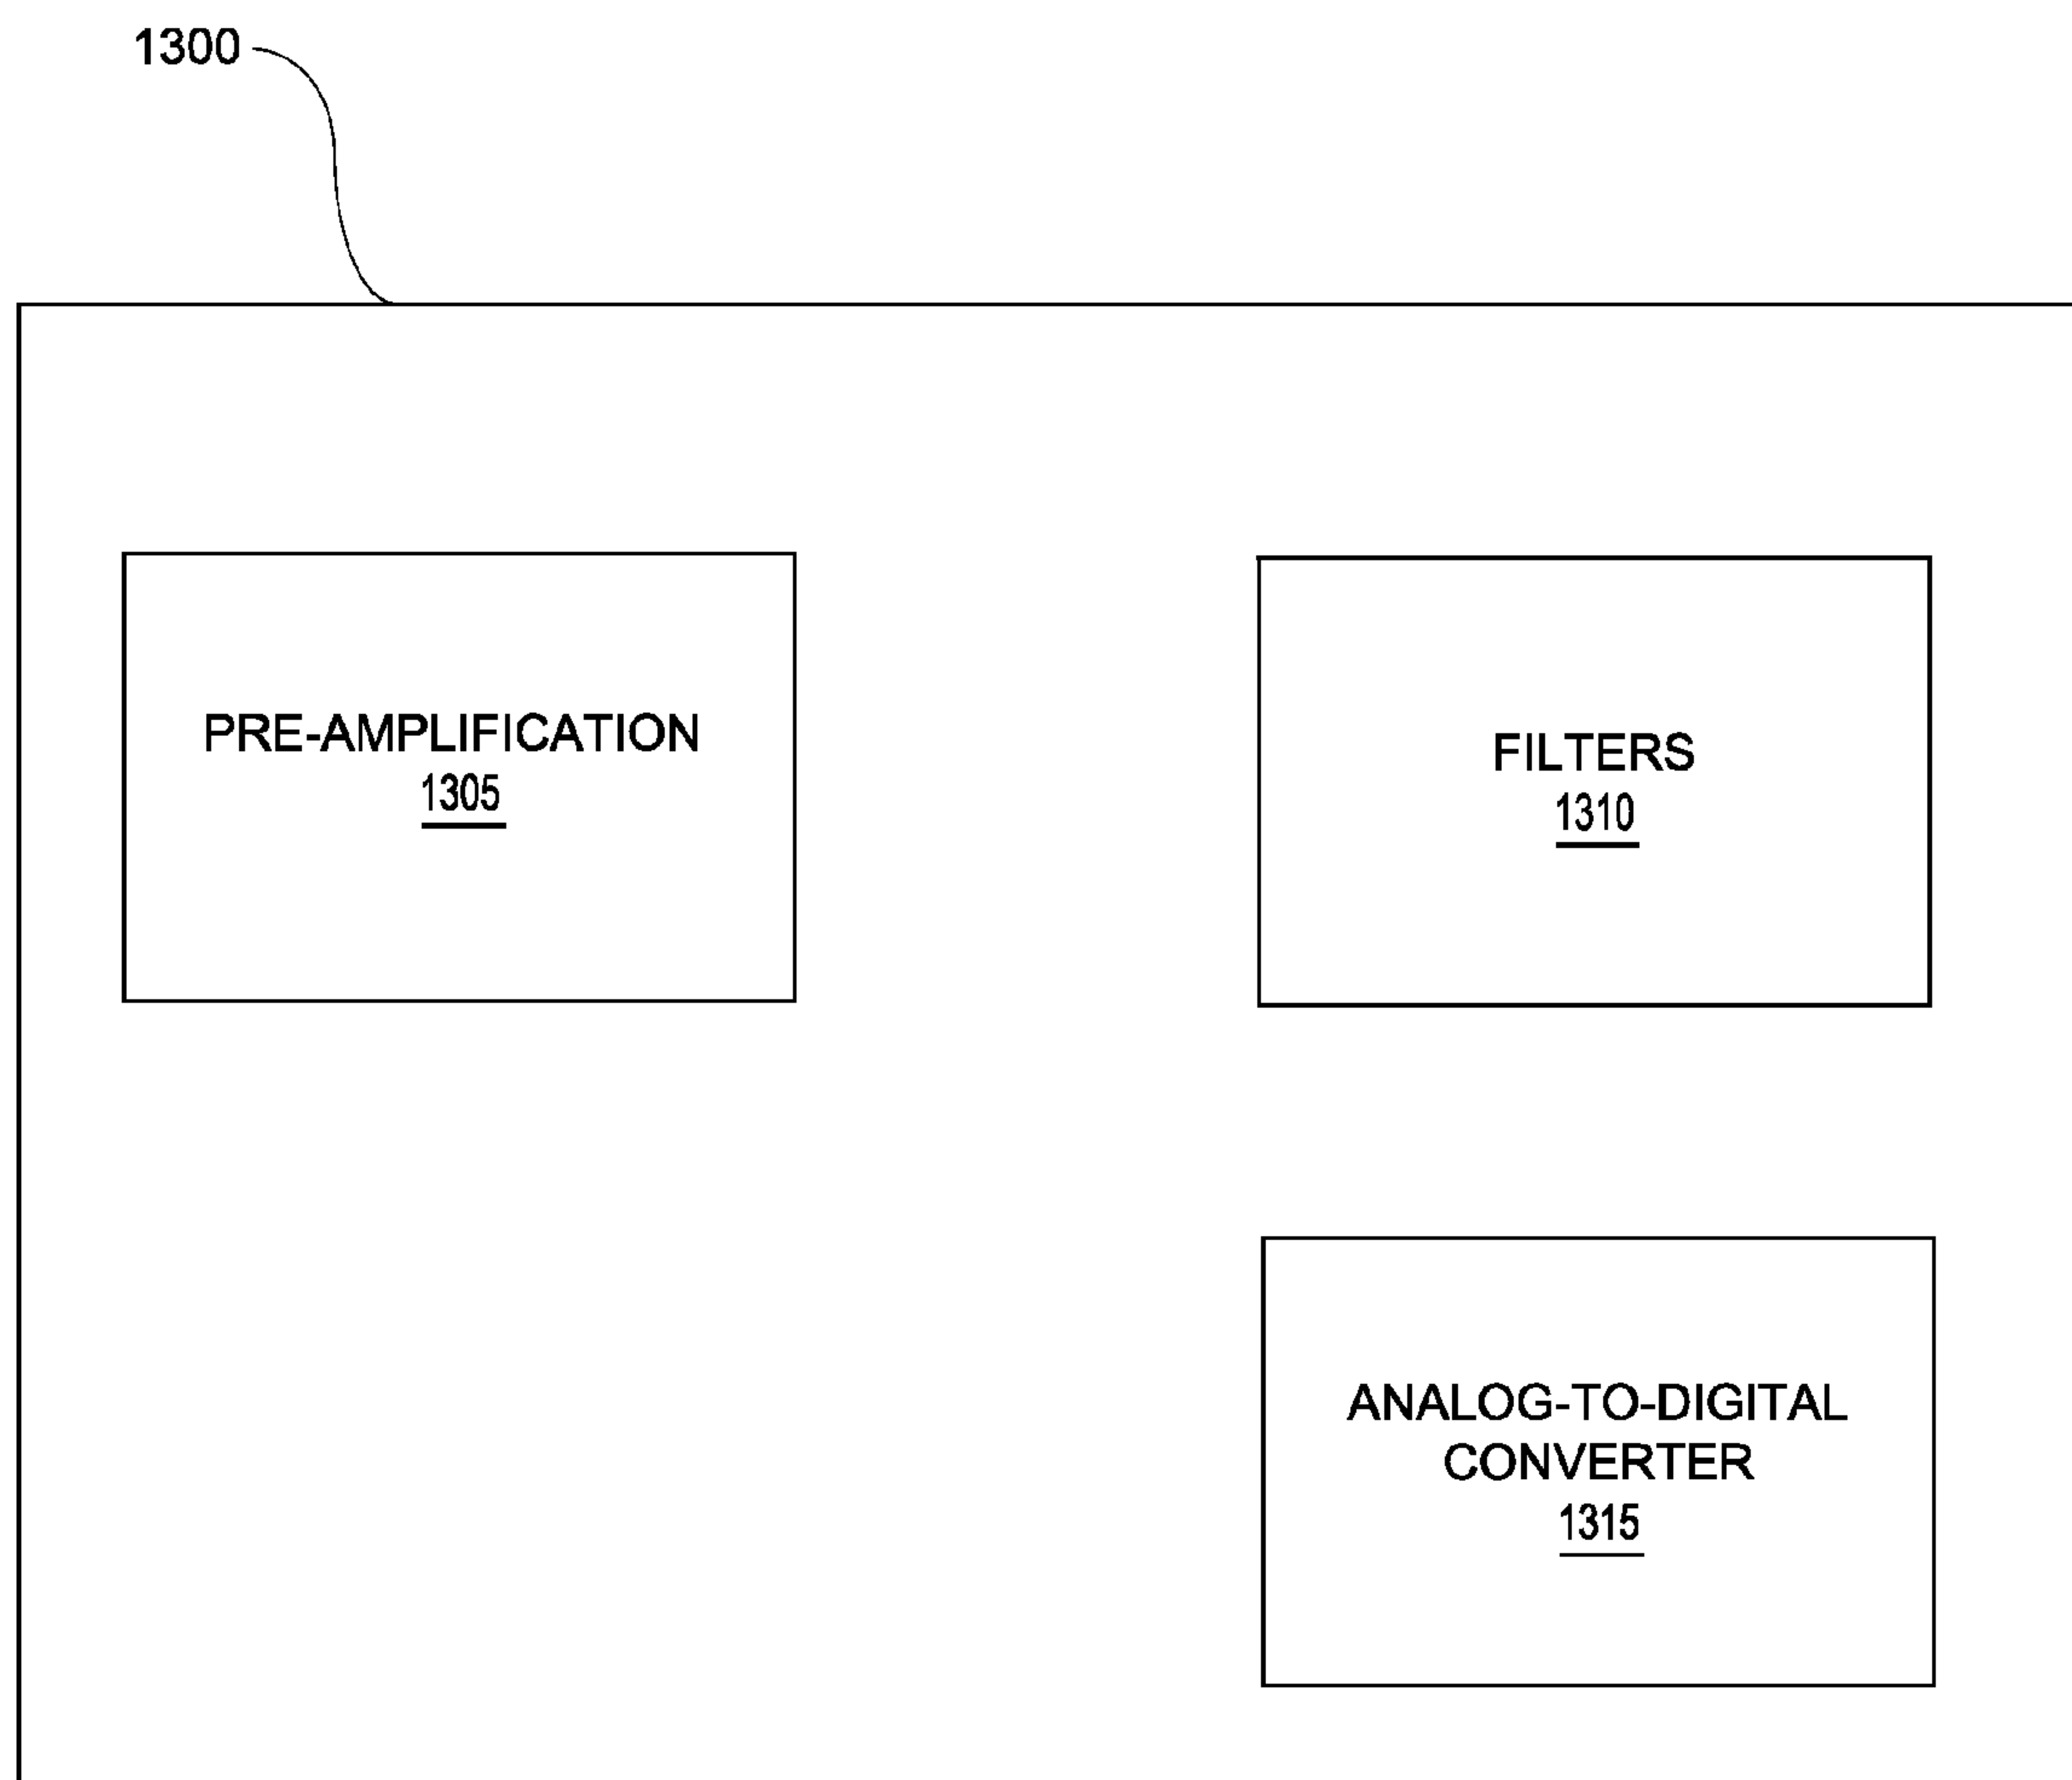 1300
PRE-AMPLIFICATION
1305
FILTERS
1310
ANALOG-TO-DIGITAL
CONVERTER
1315